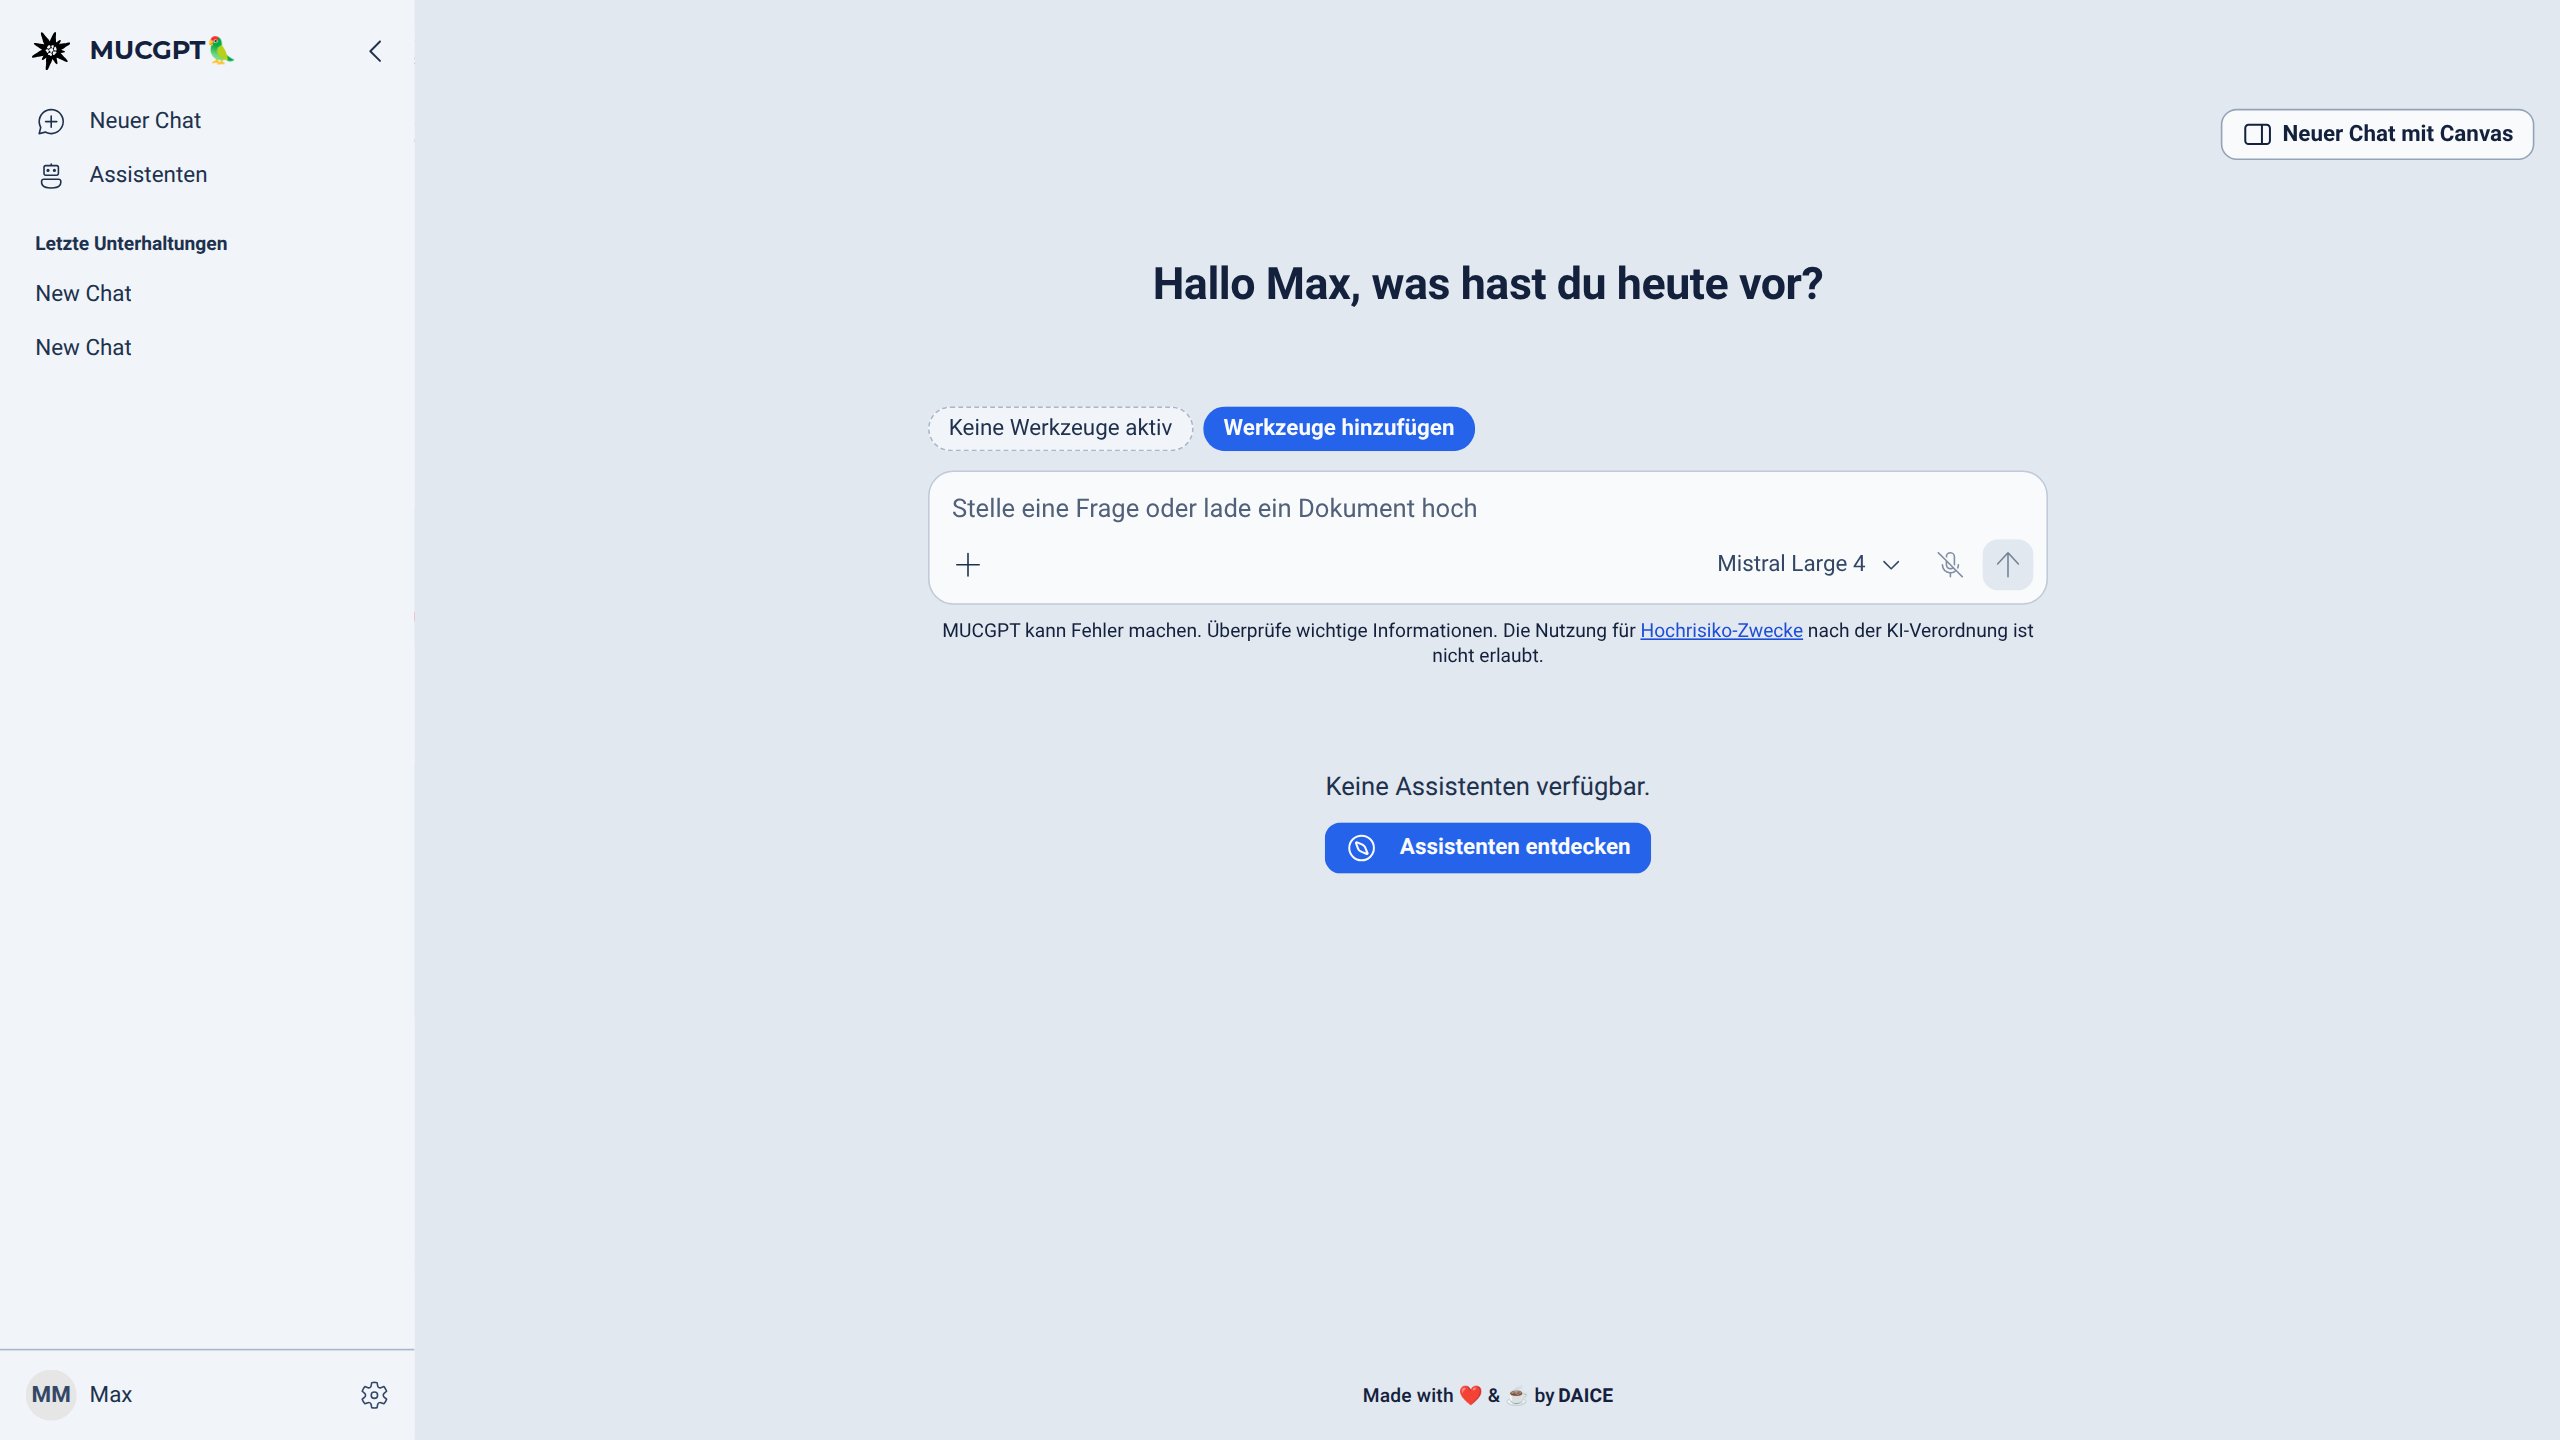 MUCGPT🦜
Neuer Chat
Assistenten
Letzte Unterhaltungen
New Chat
New Chat
MM Max
Neuer Chat mit Canvas
Hallo Max, was hast du heute vor?
Keine Werkzeuge aktiv Werkzeuge hinzufügen
Stelle eine Frage oder lade ein Dokument hoch
Mistral Large 4
MUCGPT kann Fehler machen. Überprüfe wichtige Informationen. Die Nutzung für Hochrisiko-Zwecke nach der KI-Verordnung ist
nicht erlaubt.
Keine Assistenten verfügbar.
Assistenten entdecken
Made with ❤️ & ☕ by DAICE